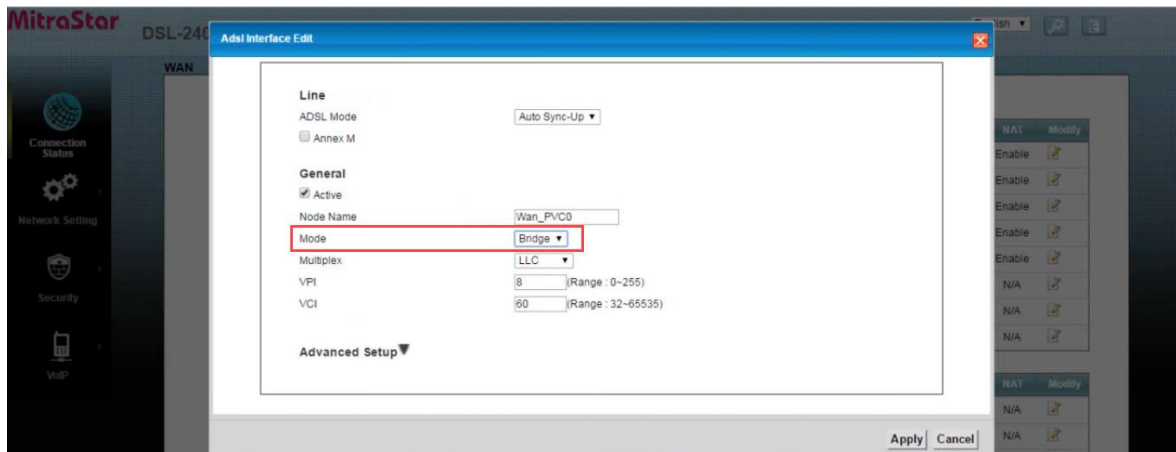 MitraStar
DSL-240
Adsl Interface Edit
WAN
Connection
Status
Network Setting
Security
VoIP
Line
ADSL Mode Auto Sync-Up
Annex M
General
Active
Node Name Wan_PVC0
Mode Bridge
Multiplex LLC
VPI 8 (Range : 0~255)
VCI 60 (Range : 32~65535)
Advanced Setup
Apply Cancel
NAT Modify
Enable
Enable
Enable
Enable
Enable
N/A
N/A
N/A
NAT Modify
N/A
N/A